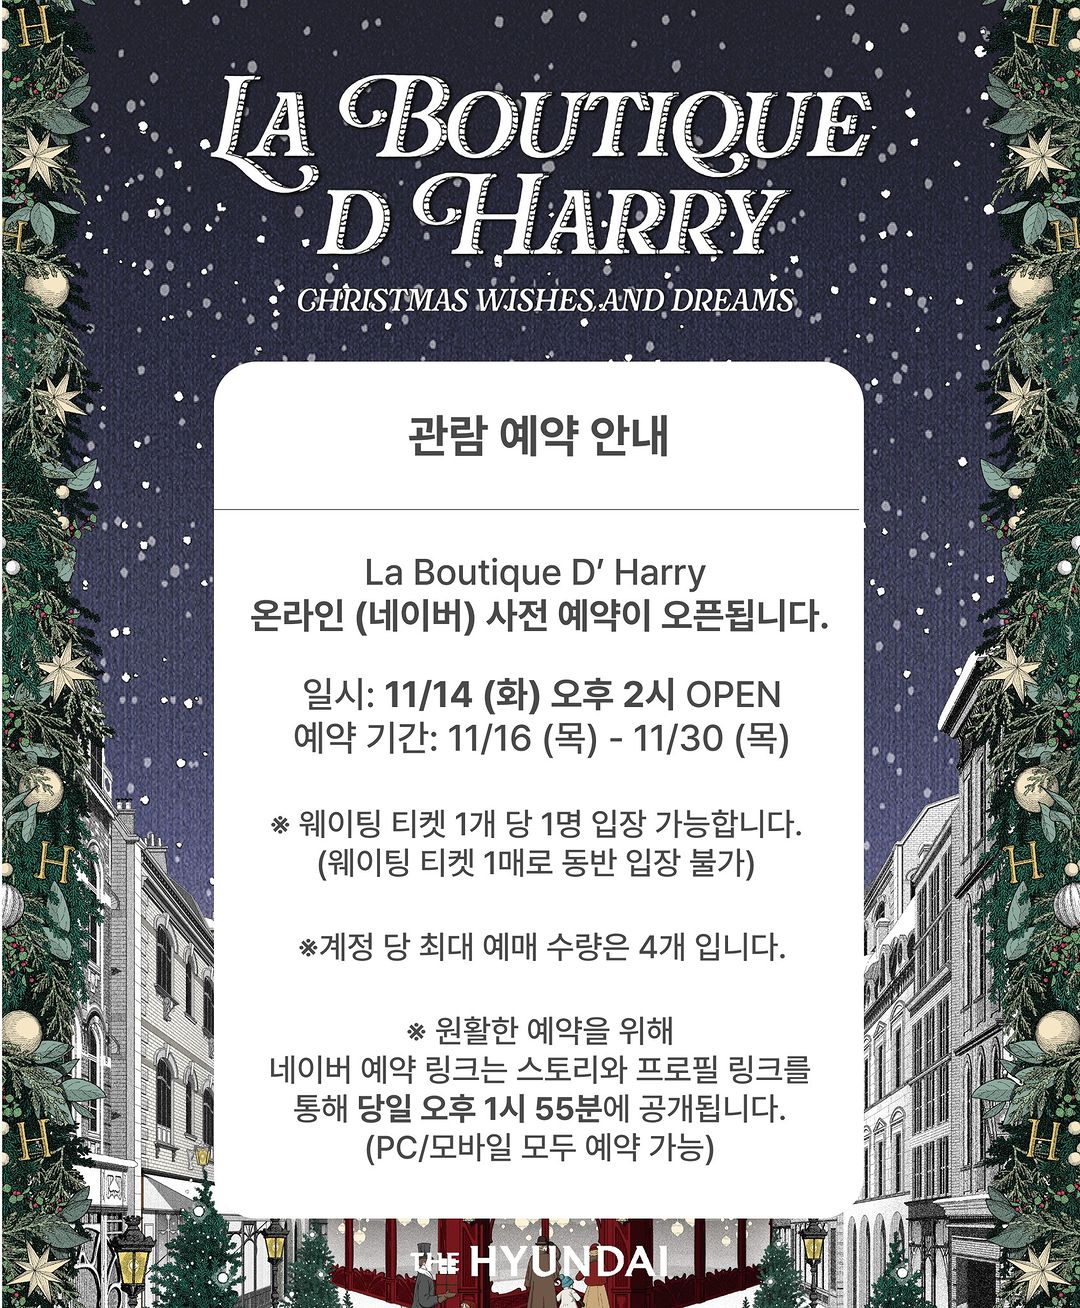 LA BOUTIQUE
D HARRY
CHRISTMAS WISHES AND DREAMS
관람 예약 안내
La Boutique D’ Harry
온라인 (네이버) 사전 예약이 오픈됩니다.
일시: 11/14 (화) 오후 2시 OPEN
예약 기간: 11/16 (목) - 11/30 (목)
※ 웨이팅 티켓 1개 당 1명 입장 가능합니다.
(웨이팅 티켓 1매로 동반 입장 불가)
※계정 당 최대 예매 수량은 4개 입니다.
※ 원활한 예약을 위해
네이버 예약 링크는 스토리와 프로필 링크를
통해 당일 오후 1시 55분에 공개됩니다.
(PC/모바일 모두 예약 가능)
THE HYUNDAI
H
H
H
H
H
H
H
H